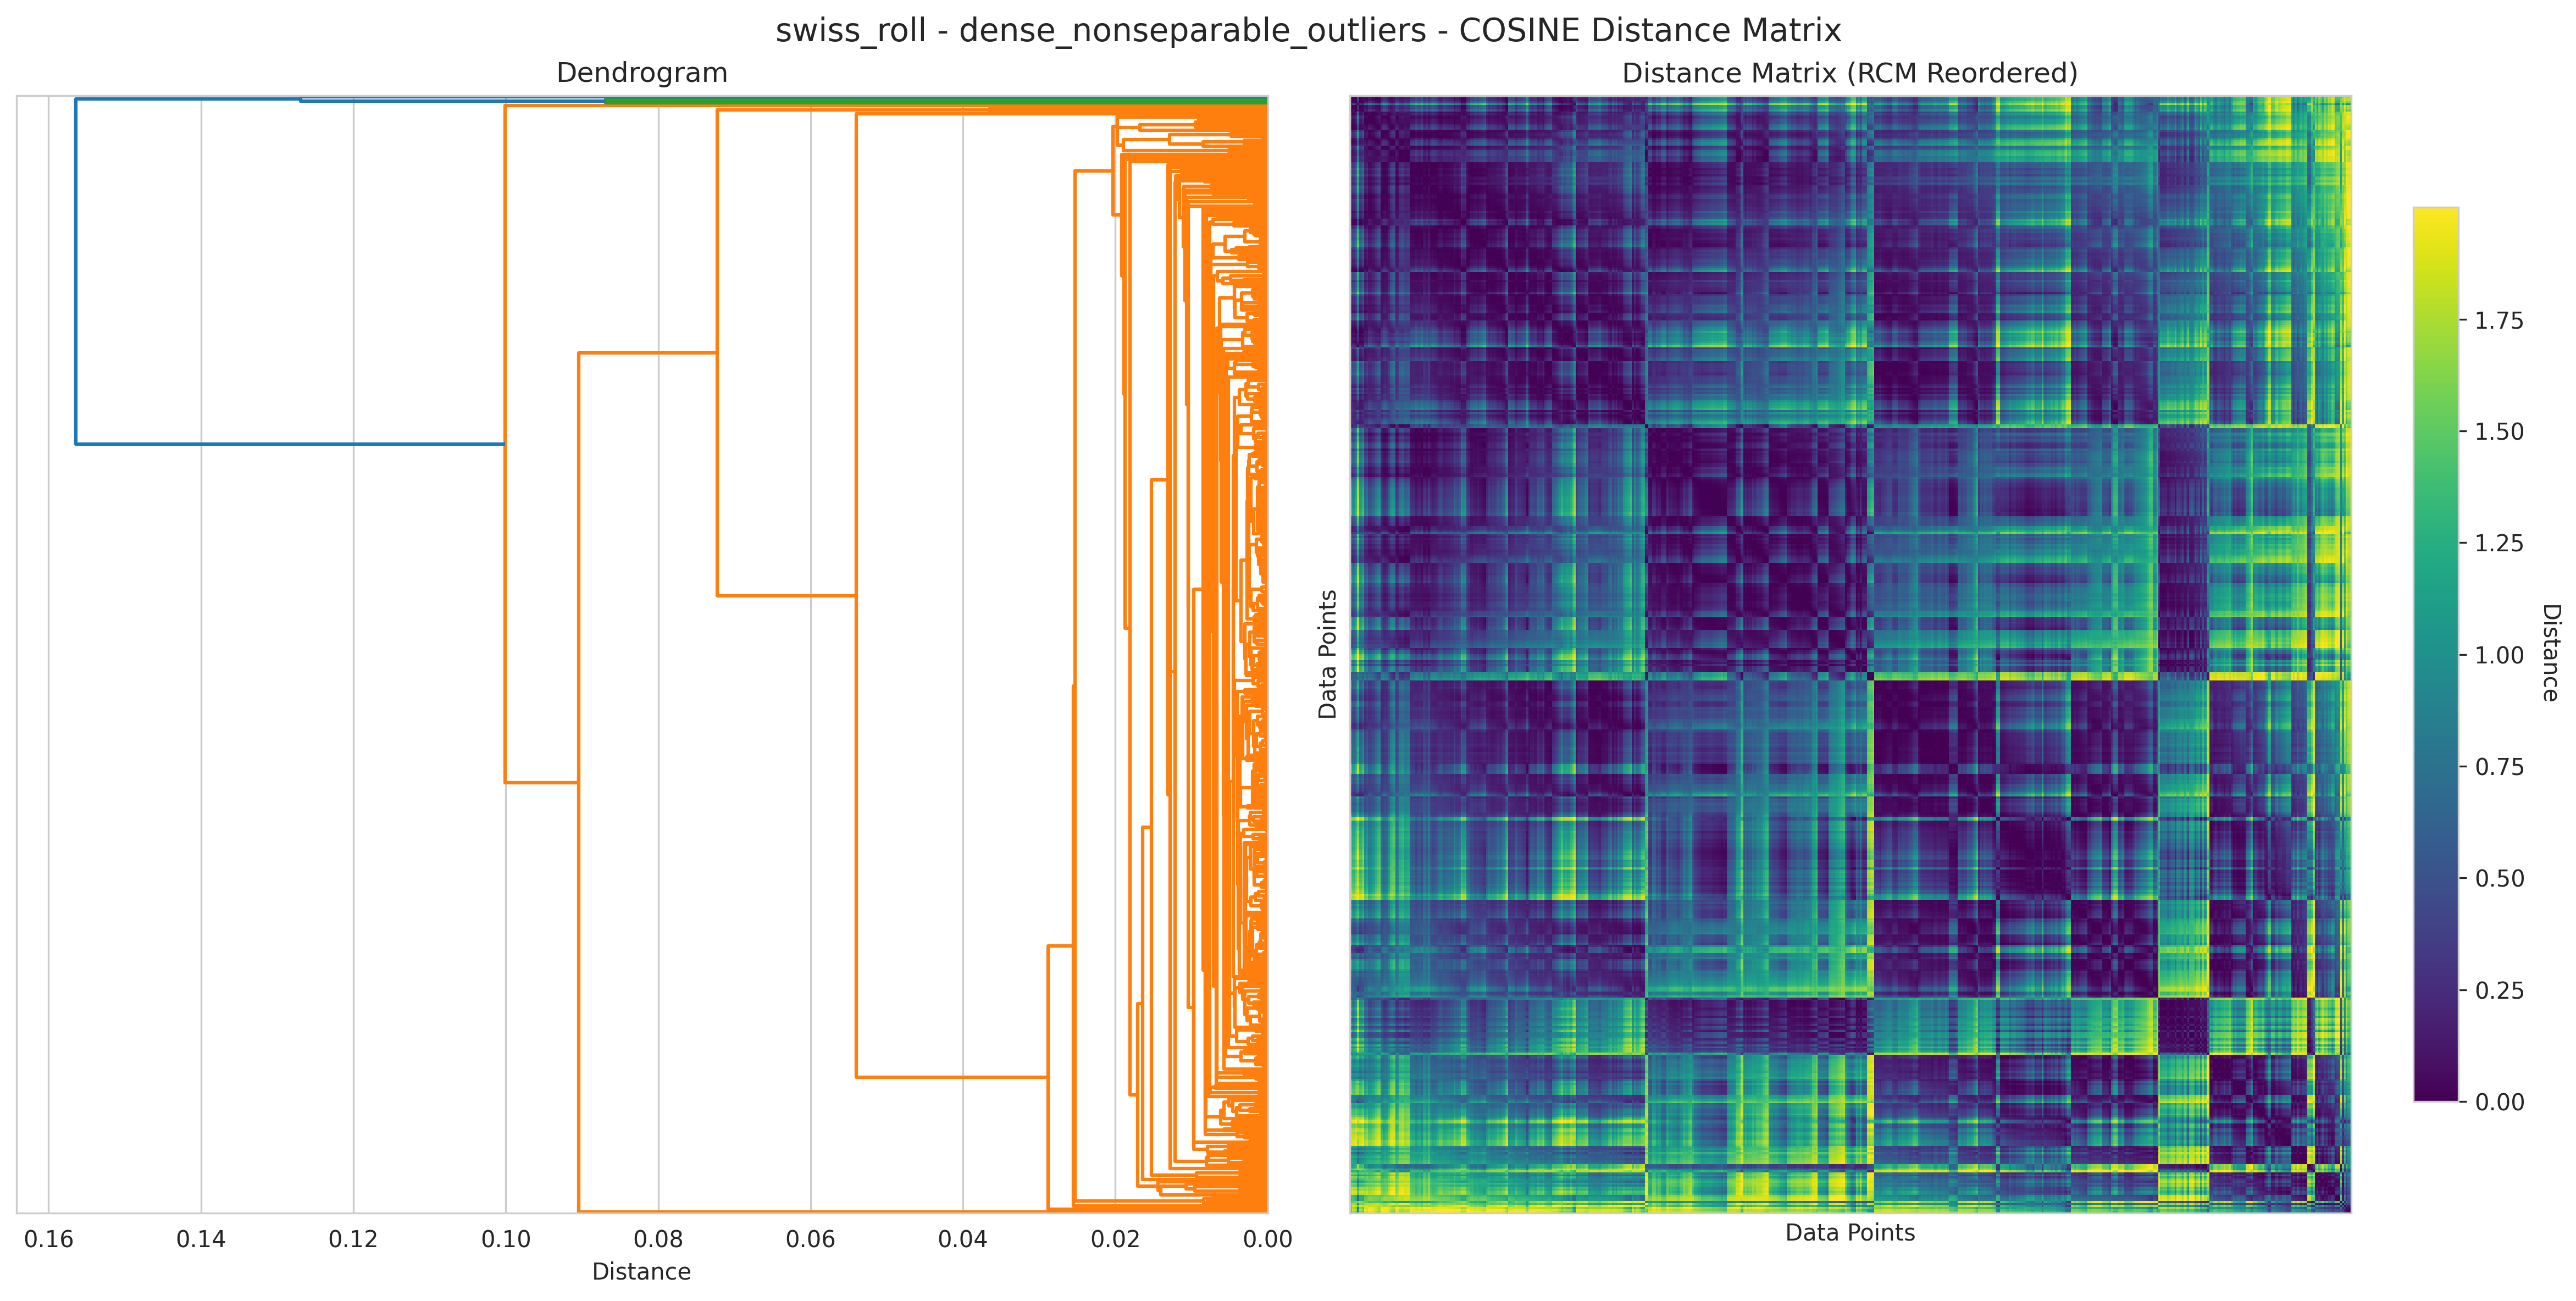 swiss_roll - dense_nonseparable_outliers - COSINE Distance Matrix
Dendrogram
0.16 0.14 0.12 0.10 0.08 0.06 0.04 0.02 0.00
Distance
Distance Matrix (RCM Reordered)
Data Points
Data Points
1.75
1.50
1.25
1.00
0.75
0.50
0.25
0.00
Distance